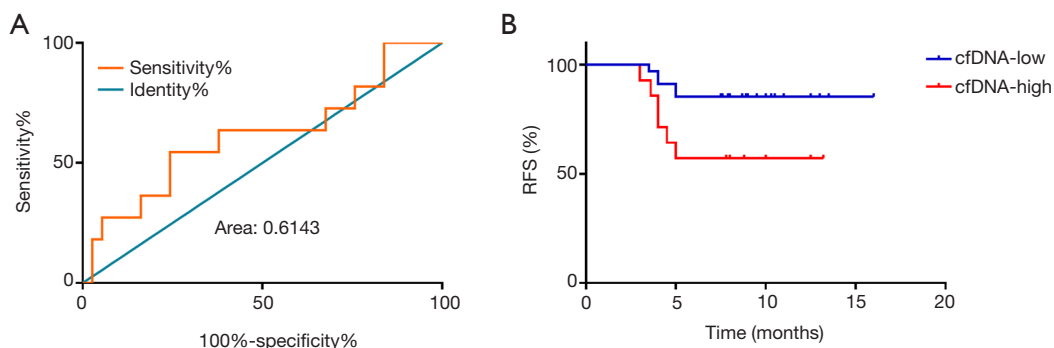 A
100
50
0
Sensitivity%
Sensitivity%
Identity%
Area: 0.6143
0
50
100
100%-specificity%
B
100
50
0
RFS (%)
cfDNA-low
cfDNA-high
0
5
10
15
20
Time (months)